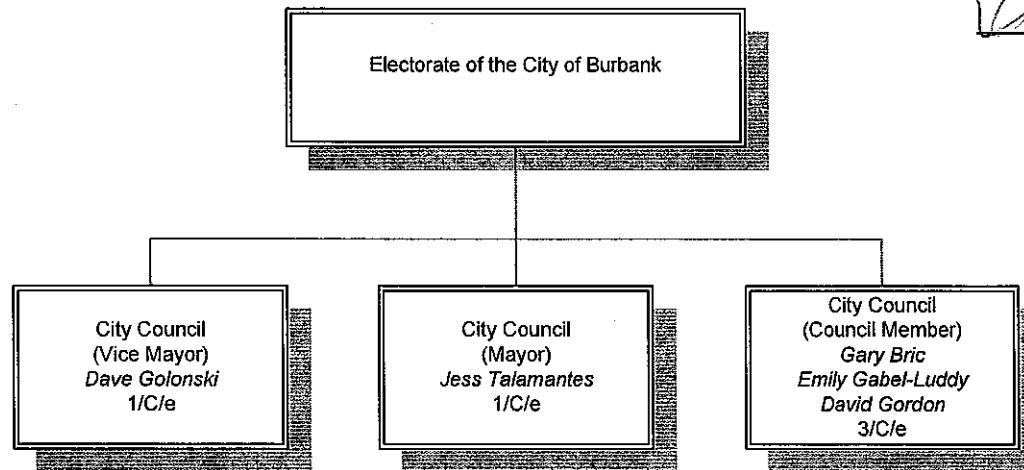 Electorate of the City of Burbank
City Council
(Vice Mayor)
Dave Golonski
1/C/e
City Council
(Mayor)
Jess Talamantes
1/C/e
City Council
(Council Member)
Gary Bric
Emily Gabel-Luddy
David Gordon
3/C/e